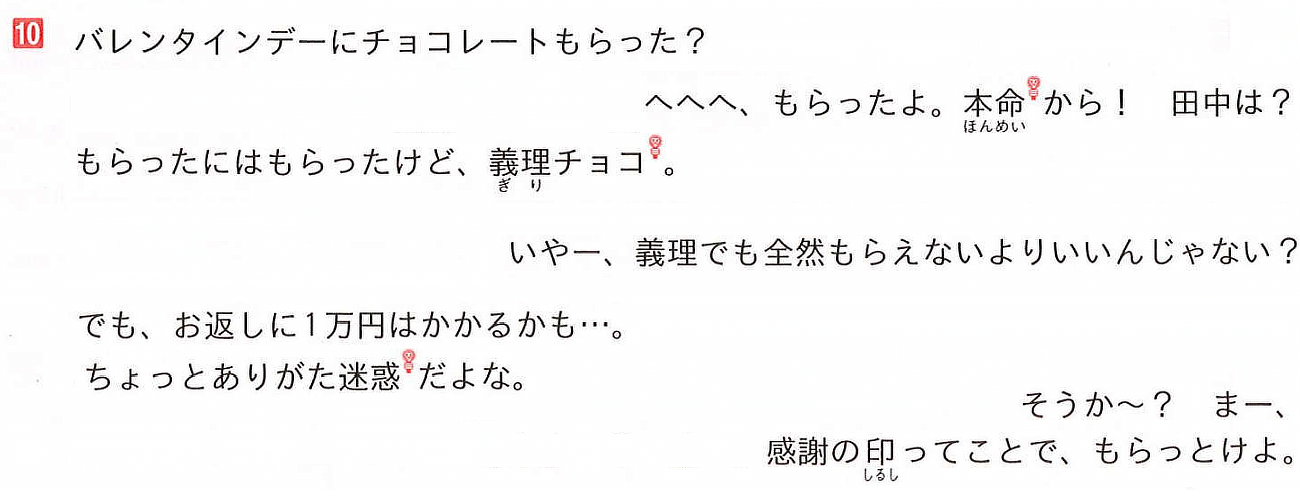 10 バレンタインデーにチョコレートもらった？
へへへ、もらったよ。本命から！　田中は？
ほんめい
もらったにはもらったけど、義理チョコ。
ぎ り
いやー、義理でも全然もらえないよりいいんじゃない？
でも、お返しに1万円はかかるかも…。
ちょっとありがた迷惑だよな。
そうか～？　まー、
感謝の印ってことで、もらっとけよ。
しるし